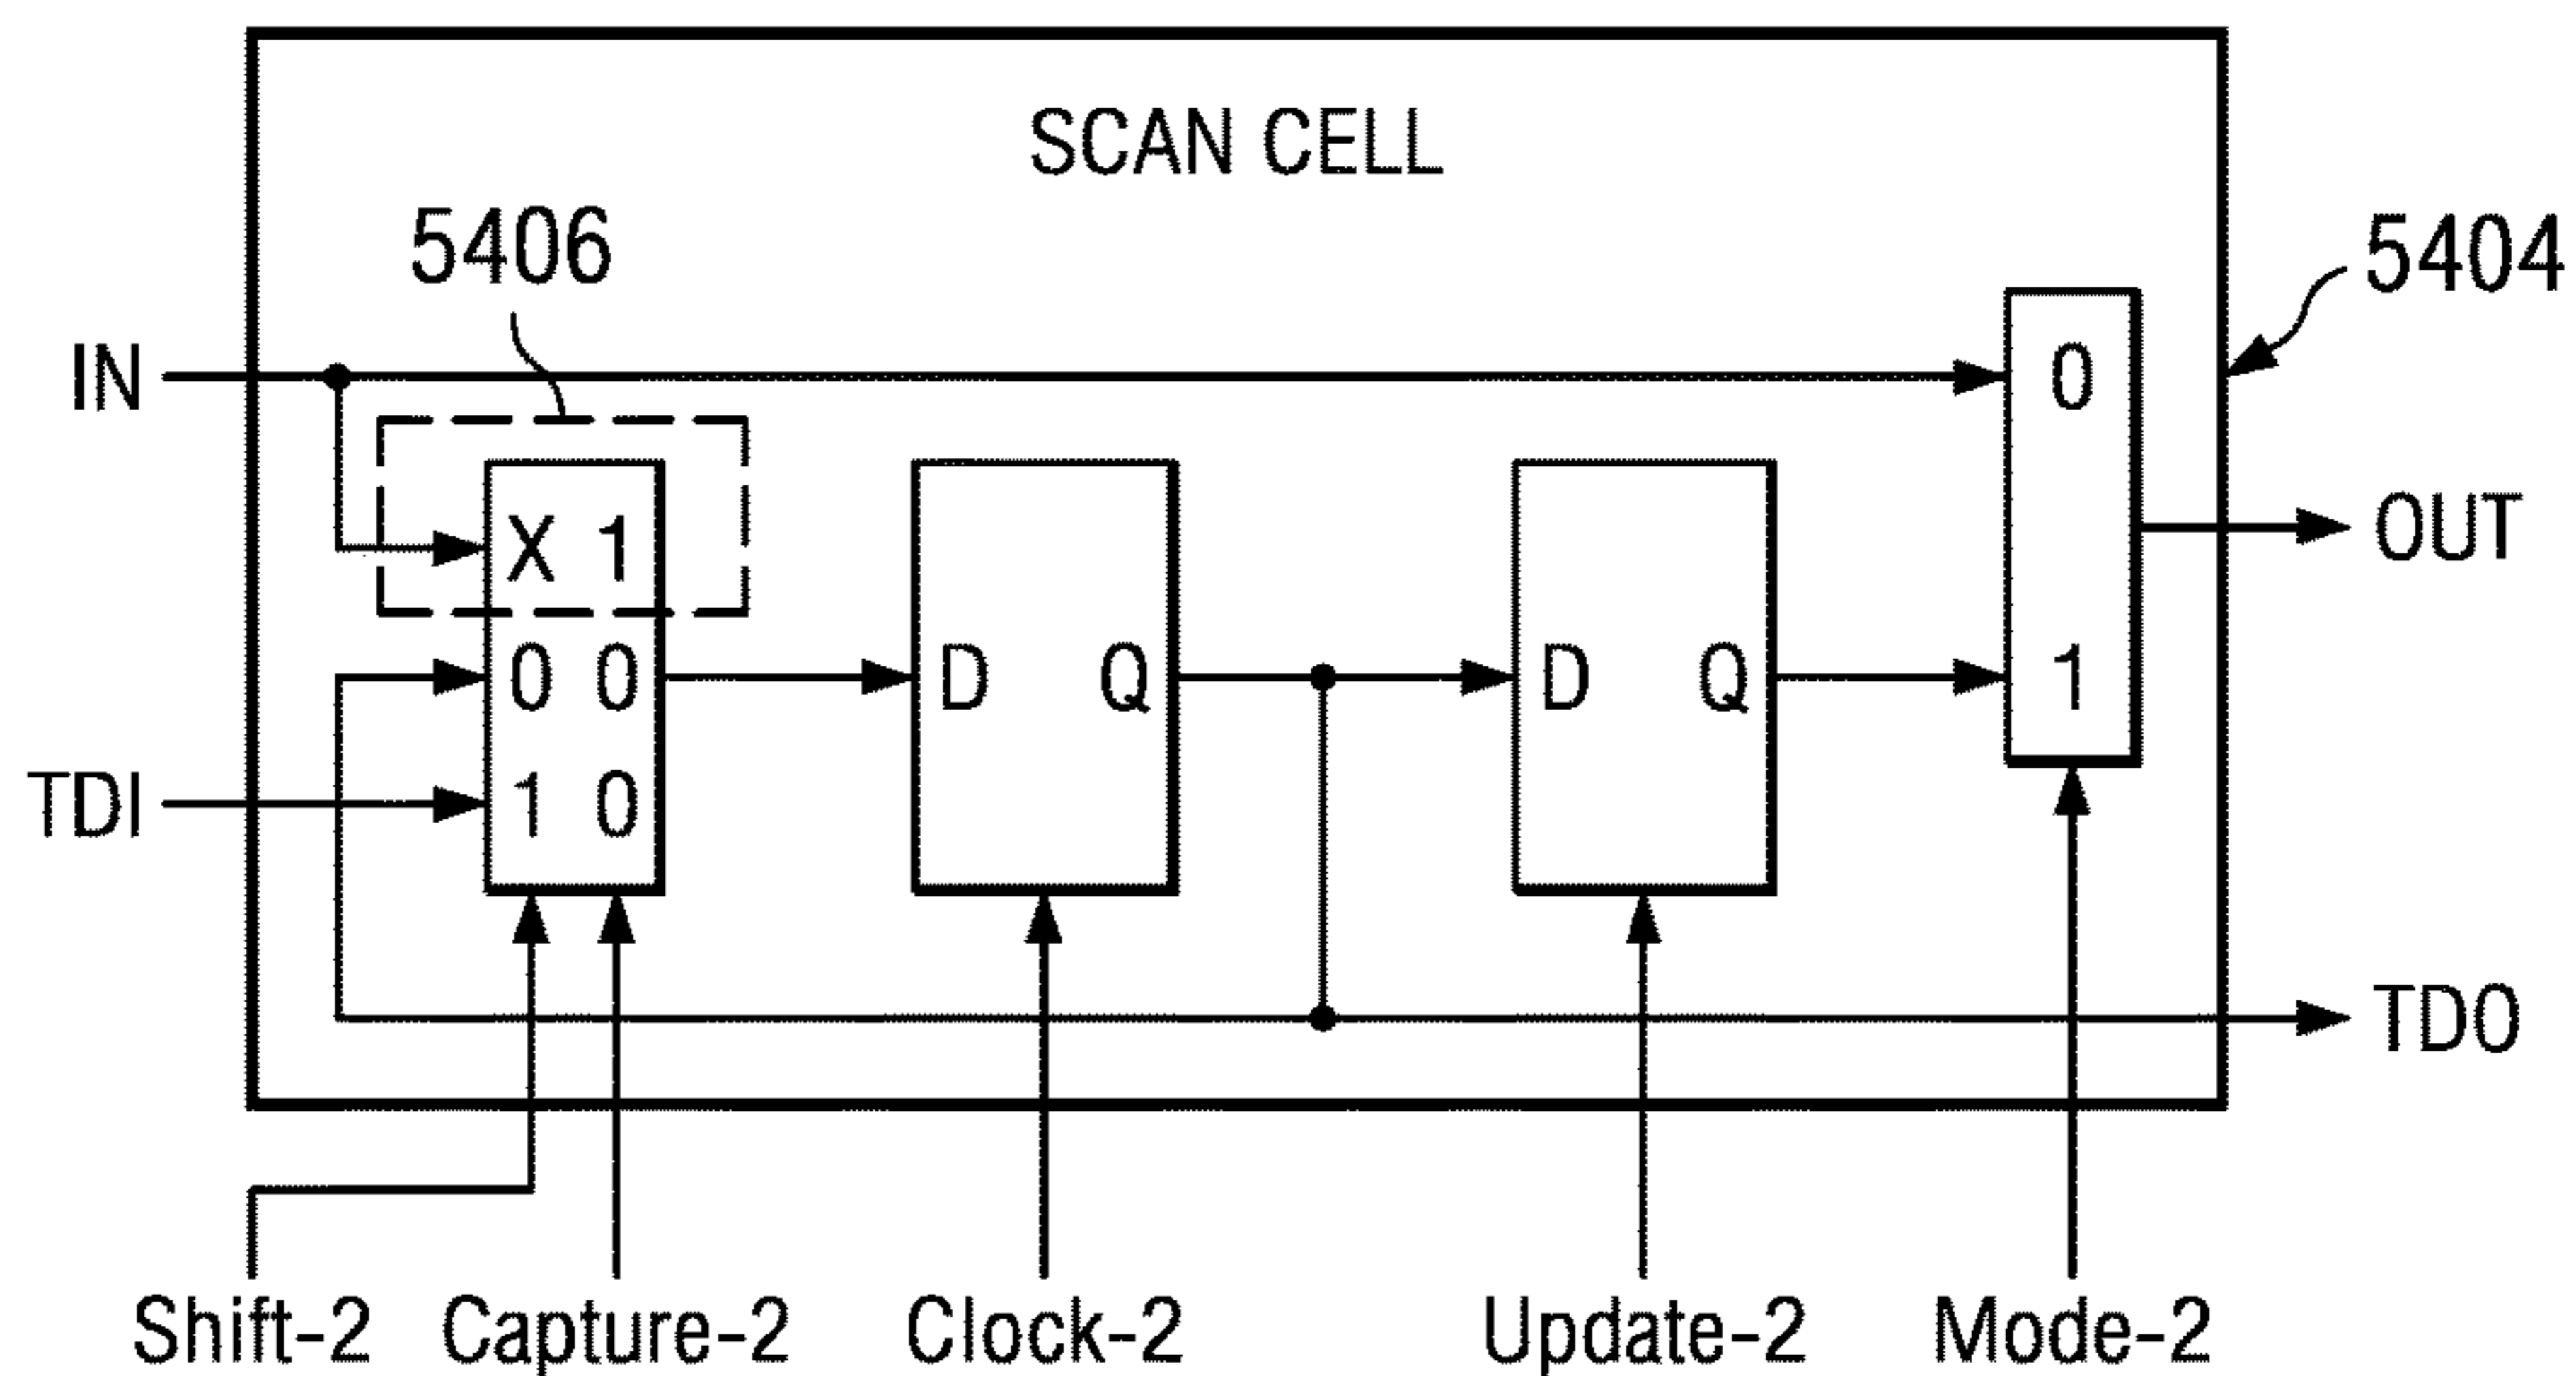 SCAN CELL
5406
5404
IN
0
X 1
OUT
0 0
D Q
D Q
1
TDI
1 0
TDO
Shift-2
Capture-2
Clock-2
Update-2
Mode-2